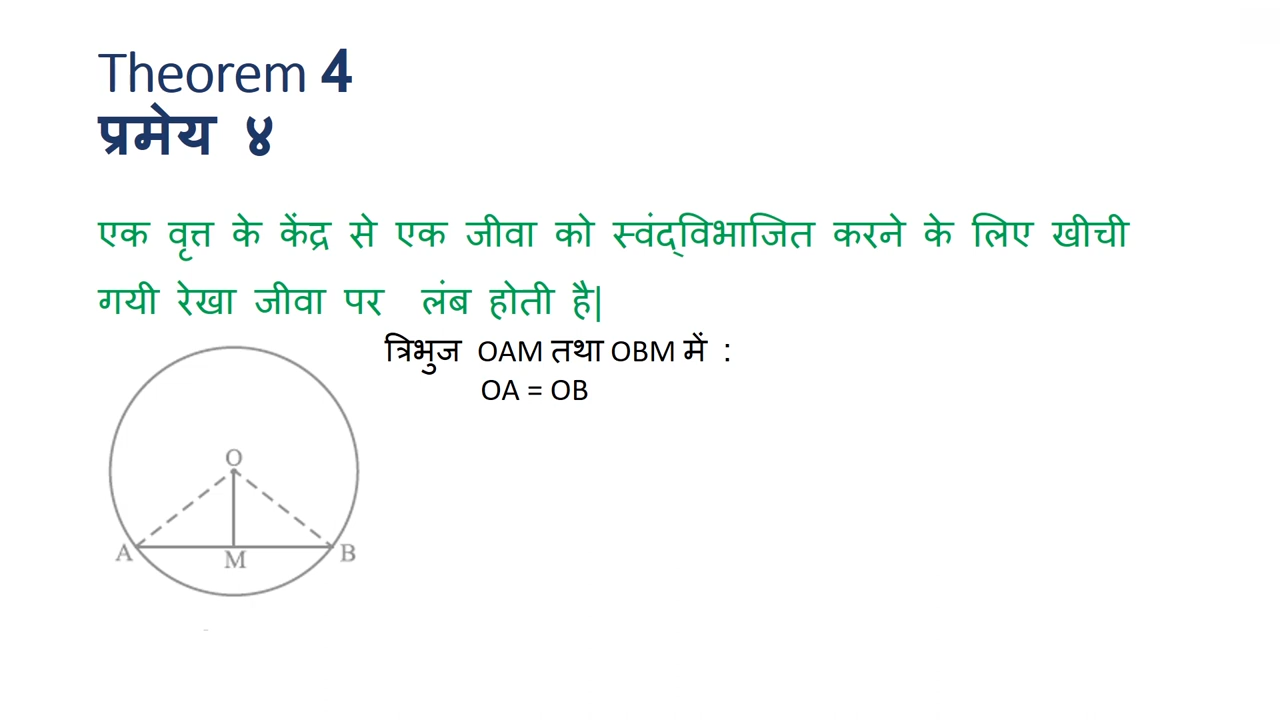 Theorem 4
प्रमेय ४
एक वृत्त के केंद्र से एक जीवा को स्वंद्विभाजित करने के लिए खीची
गयी रेखा जीवा पर लंब होती है|
त्रिभुज OAM तथा OBM में :
OA = OB
O
A
M
B